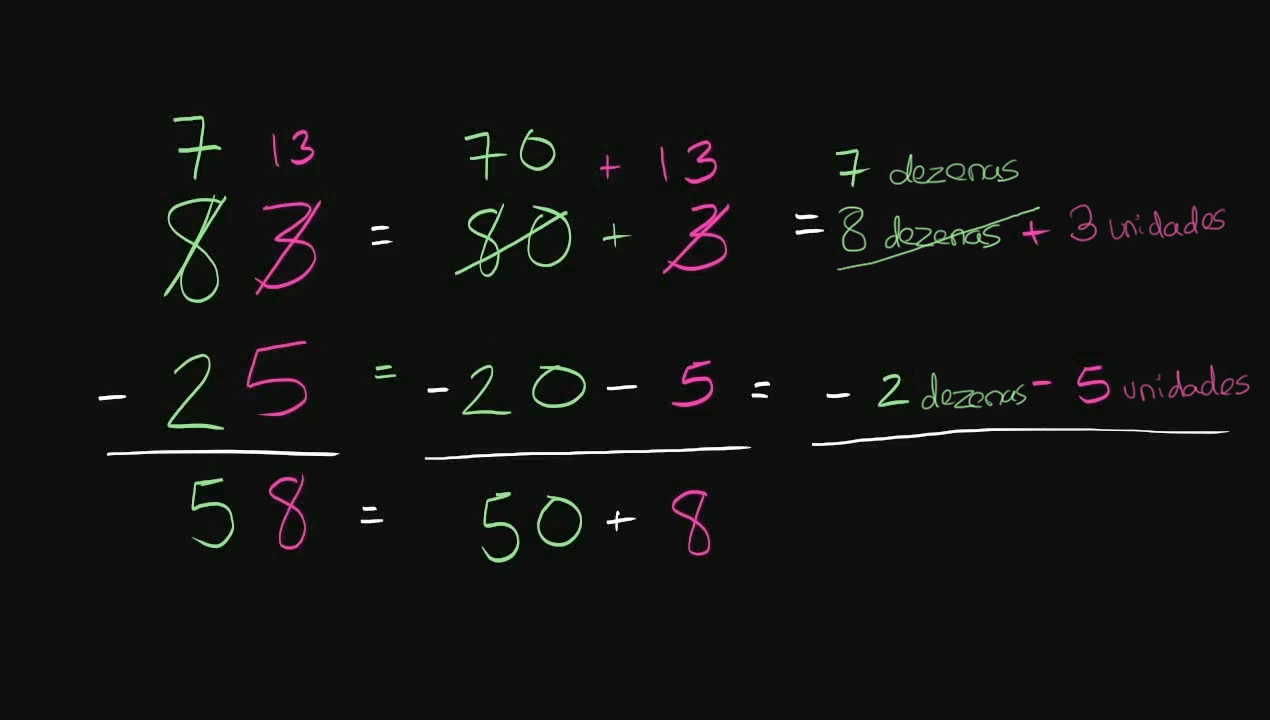 7 13 70 + 13 7 dezenas
83 = 80 + 3 = 8 dezenas + 3 unidades
- 25 = - 20 - 5 = - 2 dezenas - 5 unidades
58 = 50 + 8